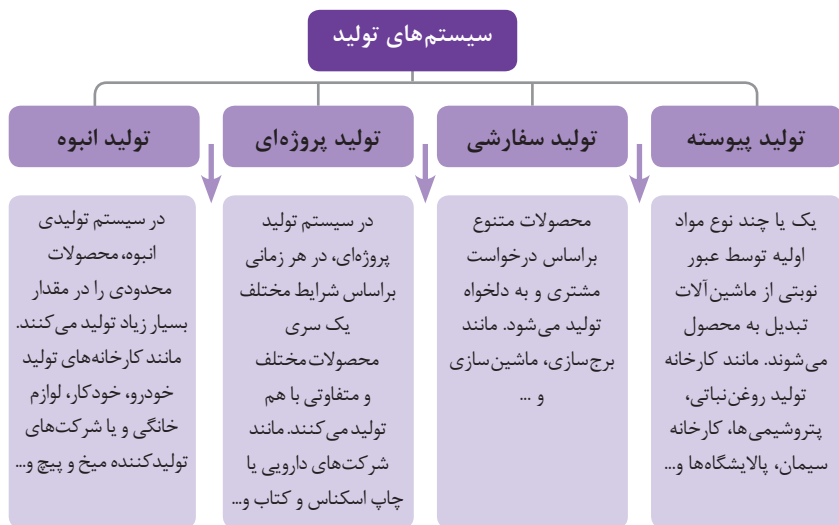 سیستم‌های تولید
تولید پیوسته
یک یا چند نوع مواد
اولیه توسط عبور
نوبتی از ماشین‌آلات
تبدیل به محصول
می‌شوند. مانند کارخانه
تولید روغن‌نباتی،
پتروشیمی‌ها، کارخانه
سیمان، پالایشگاه‌ها و...
تولید سفارشی
محصولات متنوع
براساس درخواست
مشتری و به دلخواه
تولید می‌شود. مانند
برج‌سازی، ماشین‌سازی
و ...
تولید پروژه‌ای
در سیستم تولید
پروژه‌ای، در هر زمانی
براساس شرایط مختلف
یک سری
محصولات مختلف
و متفاوتی با هم
تولید می‌کنند. مانند
شرکت‌های دارویی یا
چاپ اسکناس و کتاب و...
تولید انبوه
در سیستم تولیدی
انبوه، محصولات
محدودی را در مقدار
بسیار زیاد تولید می‌کنند.
مانند کارخانه‌های تولید
خودرو، خودکار، لوازم
خانگی و یا شرکت‌های
تولیدکننده میخ و پیچ و...